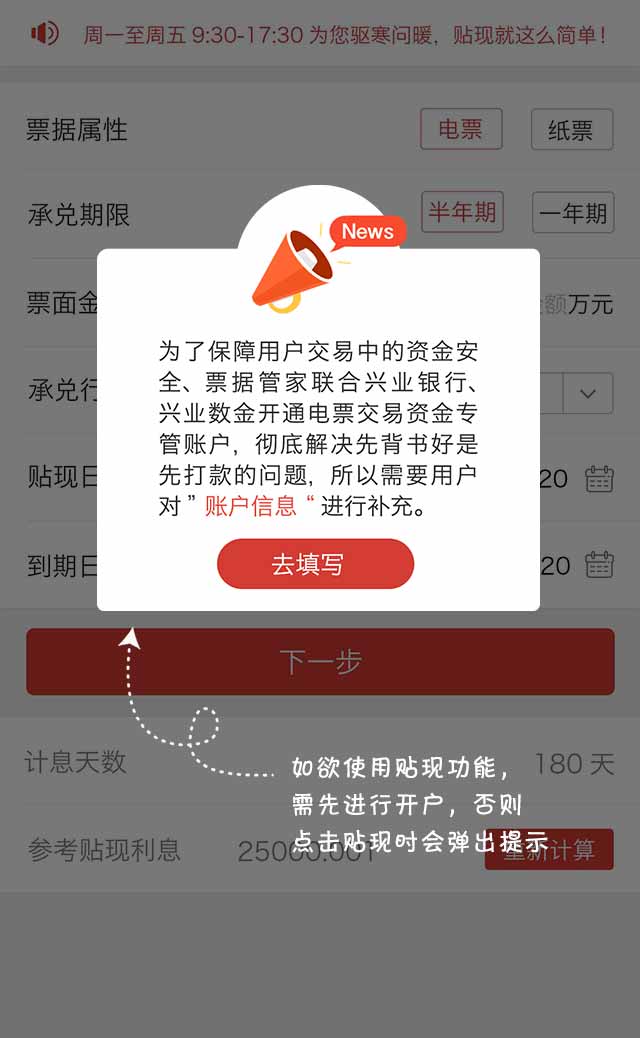 周一至周五 9:30-17:30 为您驱寒问暖，贴现就这么简单！
票据属性 电票 纸票
承兑期限 半年期 一年期
News
票面金 额万元
为了保障用户交易中的资金安
全、票据管家联合兴业银行、
兴业数金开通电票交易资金专
管账户，彻底解决先背书好是
先打款的问题，所以需要用户
对”账户信息“进行补充。
去填写
承兑行
贴现日 20
到期日 20
下一步
计息天数 180 天
如欲使用贴现功能，
需先进行开户，否则
点击贴现时会弹出提示
参考贴现利息 25000.001 重新计算